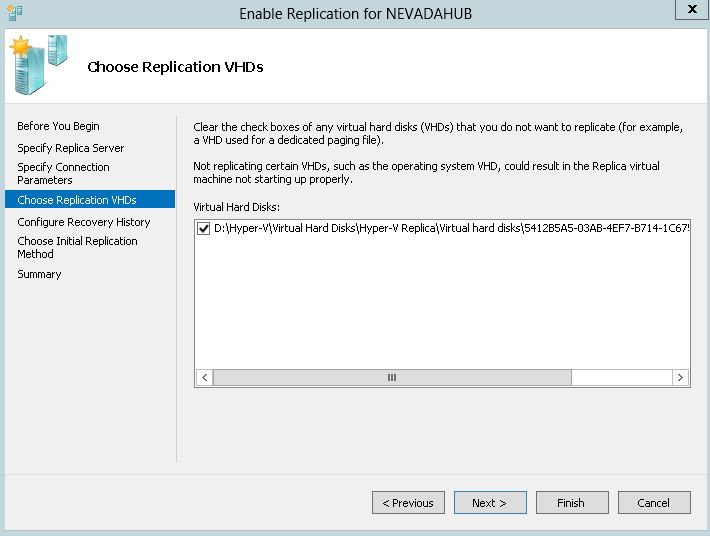 Enable Replication for NEVADAHUB
x
Choose Replication VHDs
Before You Begin
Specify Replica Server
Specify Connection
Parameters
Choose Replication VHDs
Configure Recovery History
Choose Initial Replication
Method
Summary
Clear the check boxes of any virtual hard disks (VHDs) that you do not want to replicate (for example,
a VHD used for a dedicated paging file).
Not replicating certain VHDs, such as the operating system VHD, could result in the Replica virtual
machine not starting up properly.
Virtual Hard Disks:
D:\Hyper-V\Virtual Hard Disks\Hyper-V Replica\Virtual hard disks\5412B5A5-03AB-4EF7-B714-1C675
< Previous
Next >
Finish
Cancel